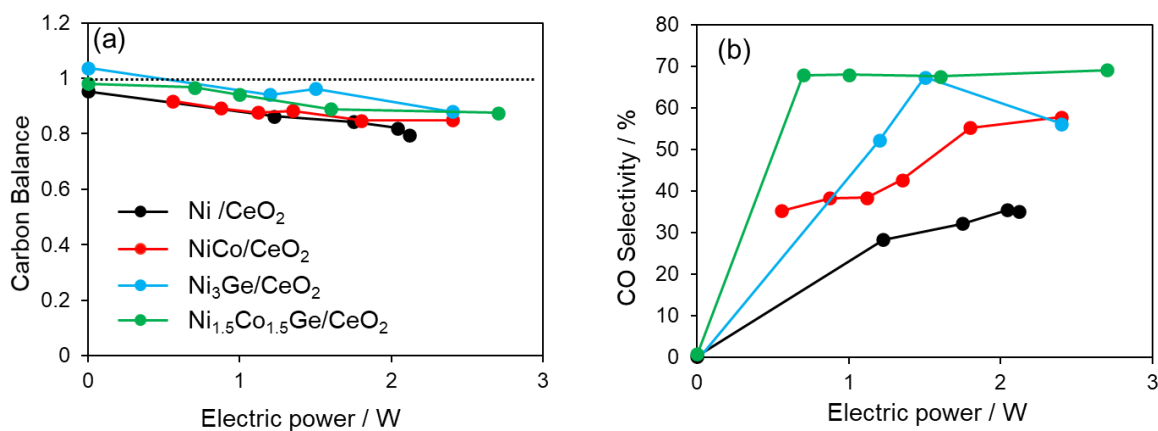 (a)
Carbon Balance
1.2
1
0.8
0.6
0.4
0.2
0
Ni /CeO₂
NiCo/CeO₂
Ni₃Ge/CeO₂
Ni₁.₅Co₁.₅Ge/CeO₂
0 1 2 3
Electric power / W
(b)
CO Selectivity / %
80
70
60
50
40
30
20
10
0
0 1 2 3
Electric power / W